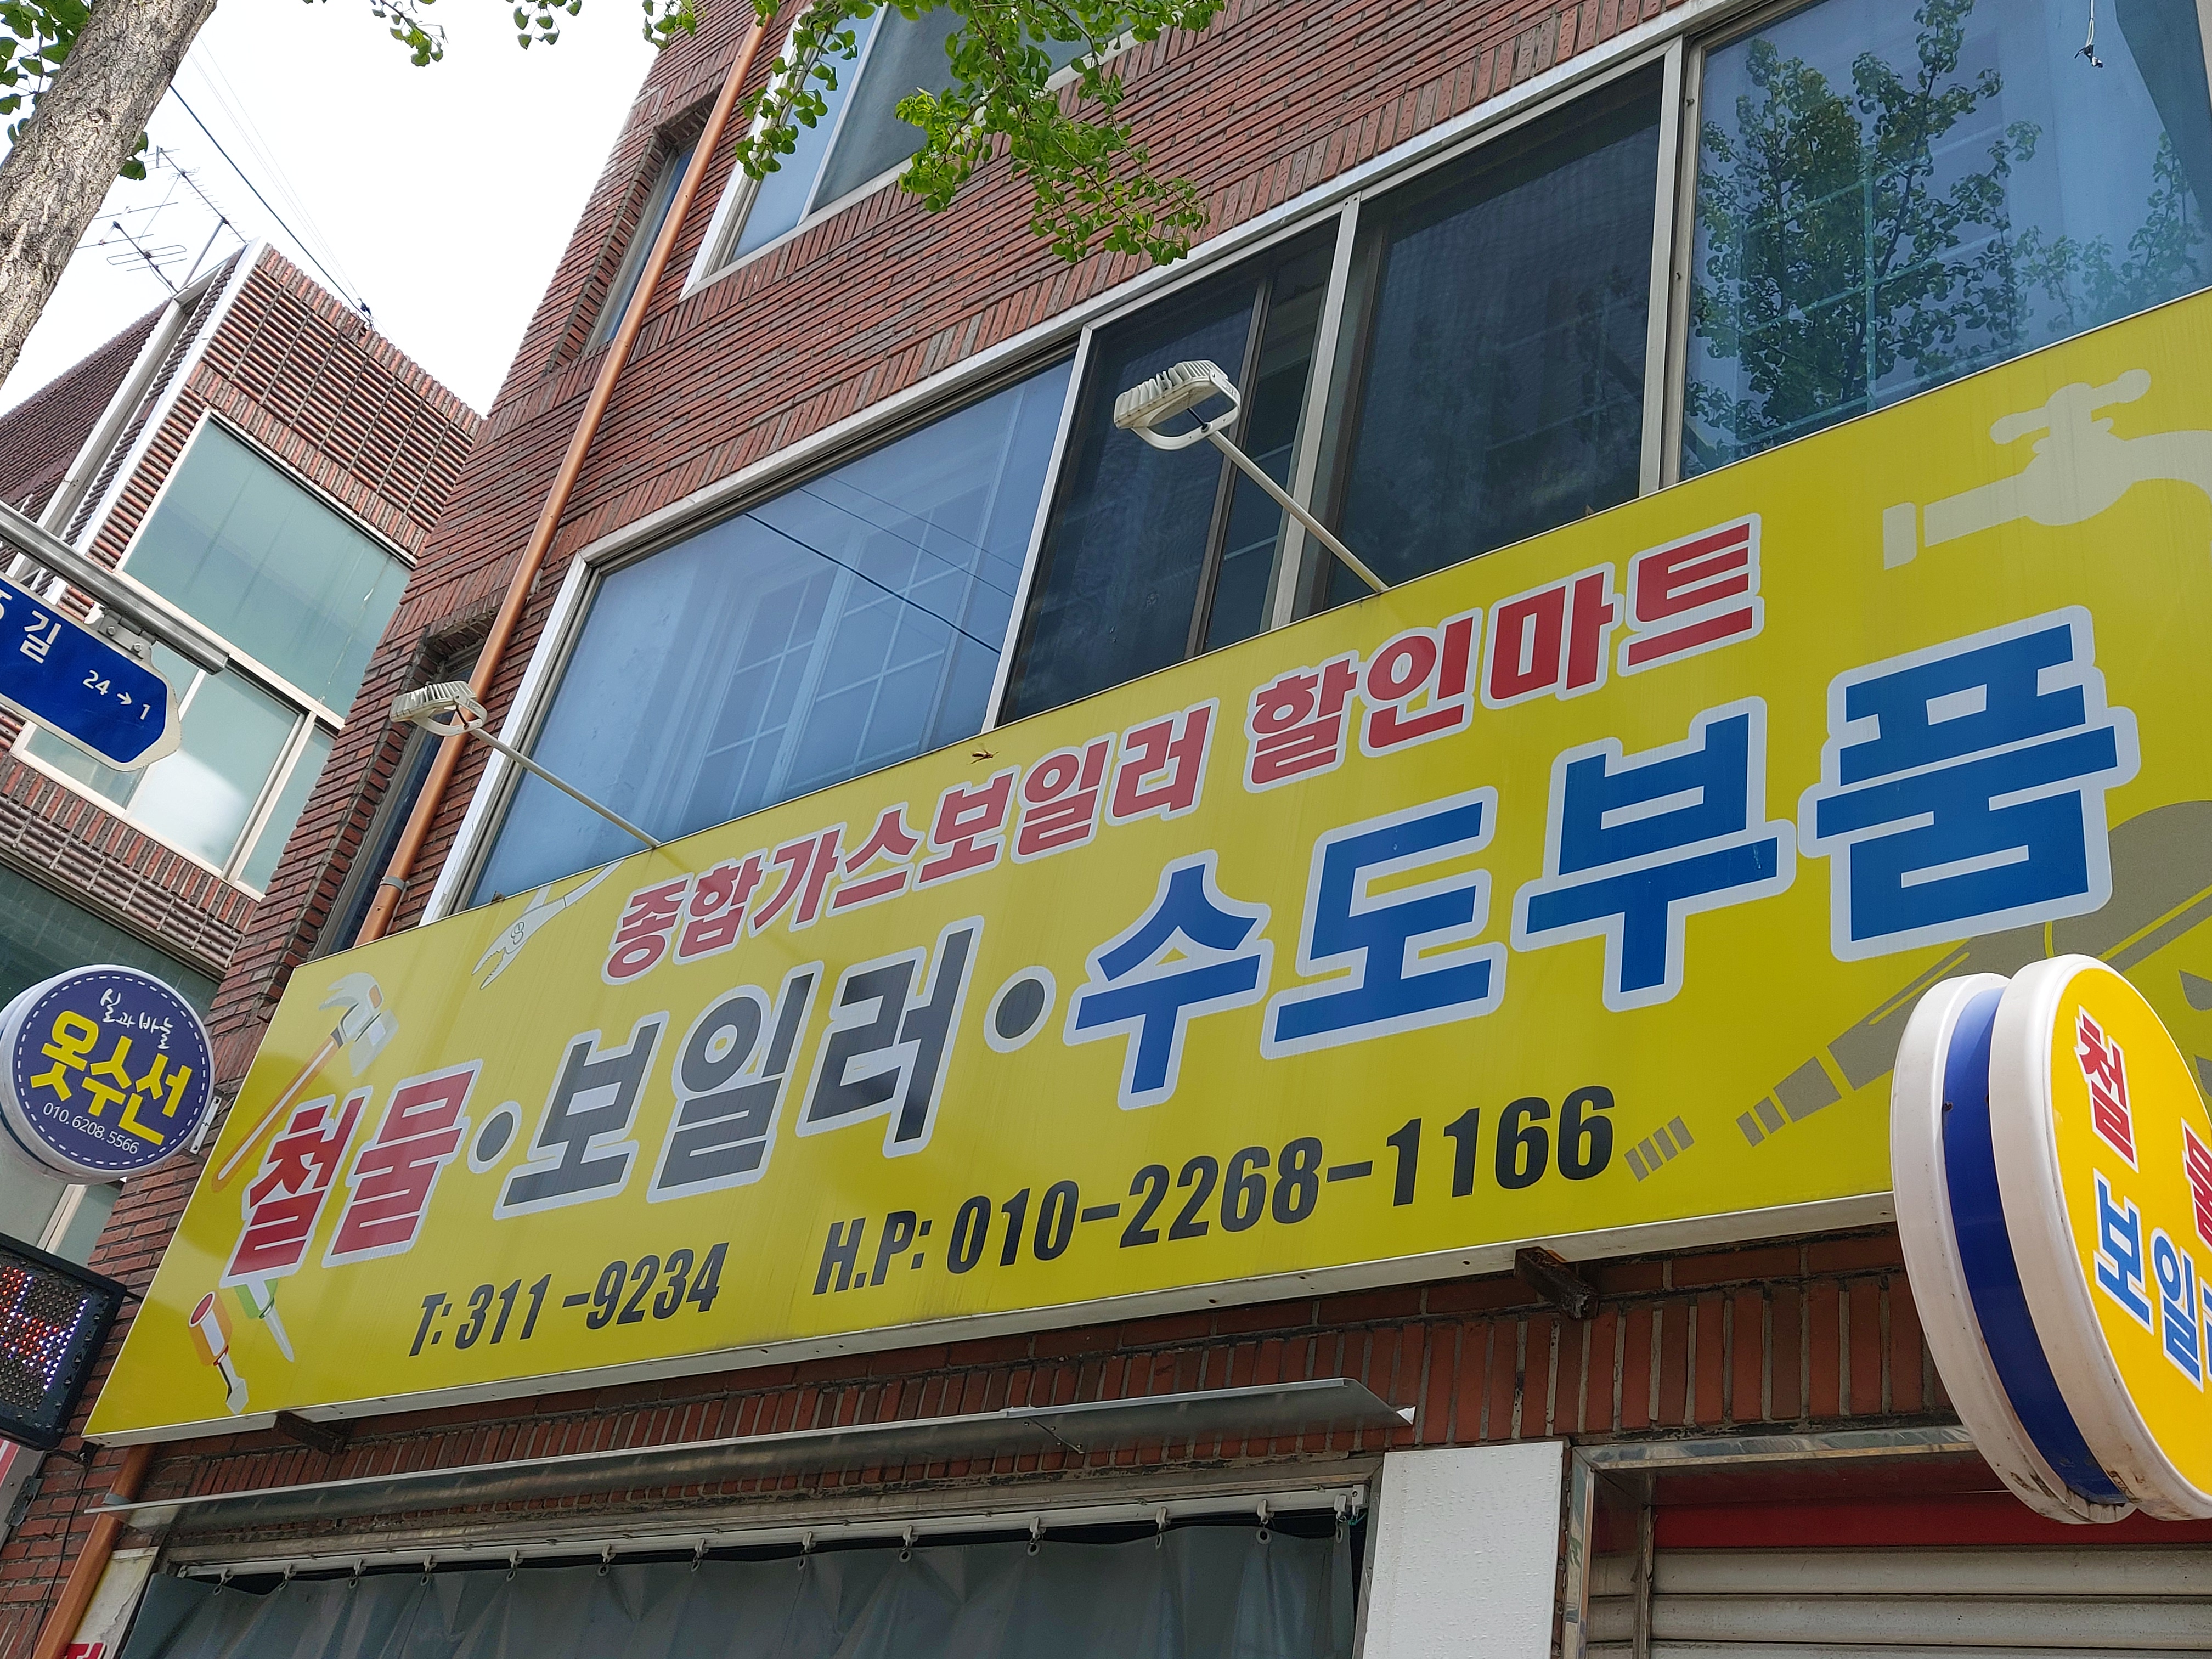 종합가스보일러 할인마트
철물·보일러·수도부품
T: 311-9234 H.P: 010-2268-1166
길
24→1
실과바늘
옷수선
010.6208.5566
철물
보일